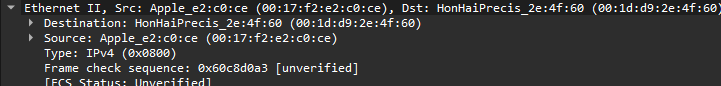 Ethernet II, Src: Apple_e2:c0:ce (00:17:f2:e2:c0:ce), Dst: HonHaiPrecis_2e:4f:60 (00:1d:d9:2e:4f:60)
Destination: HonHaiPrecis_2e:4f:60 (00:1d:d9:2e:4f:60)
Source: Apple_e2:c0:ce (00:17:f2:e2:c0:ce)
Type: IPv4 (0x0800)
Frame check sequence: 0x60c8d0a3 [unverified]
[FCS Status: Unverified]